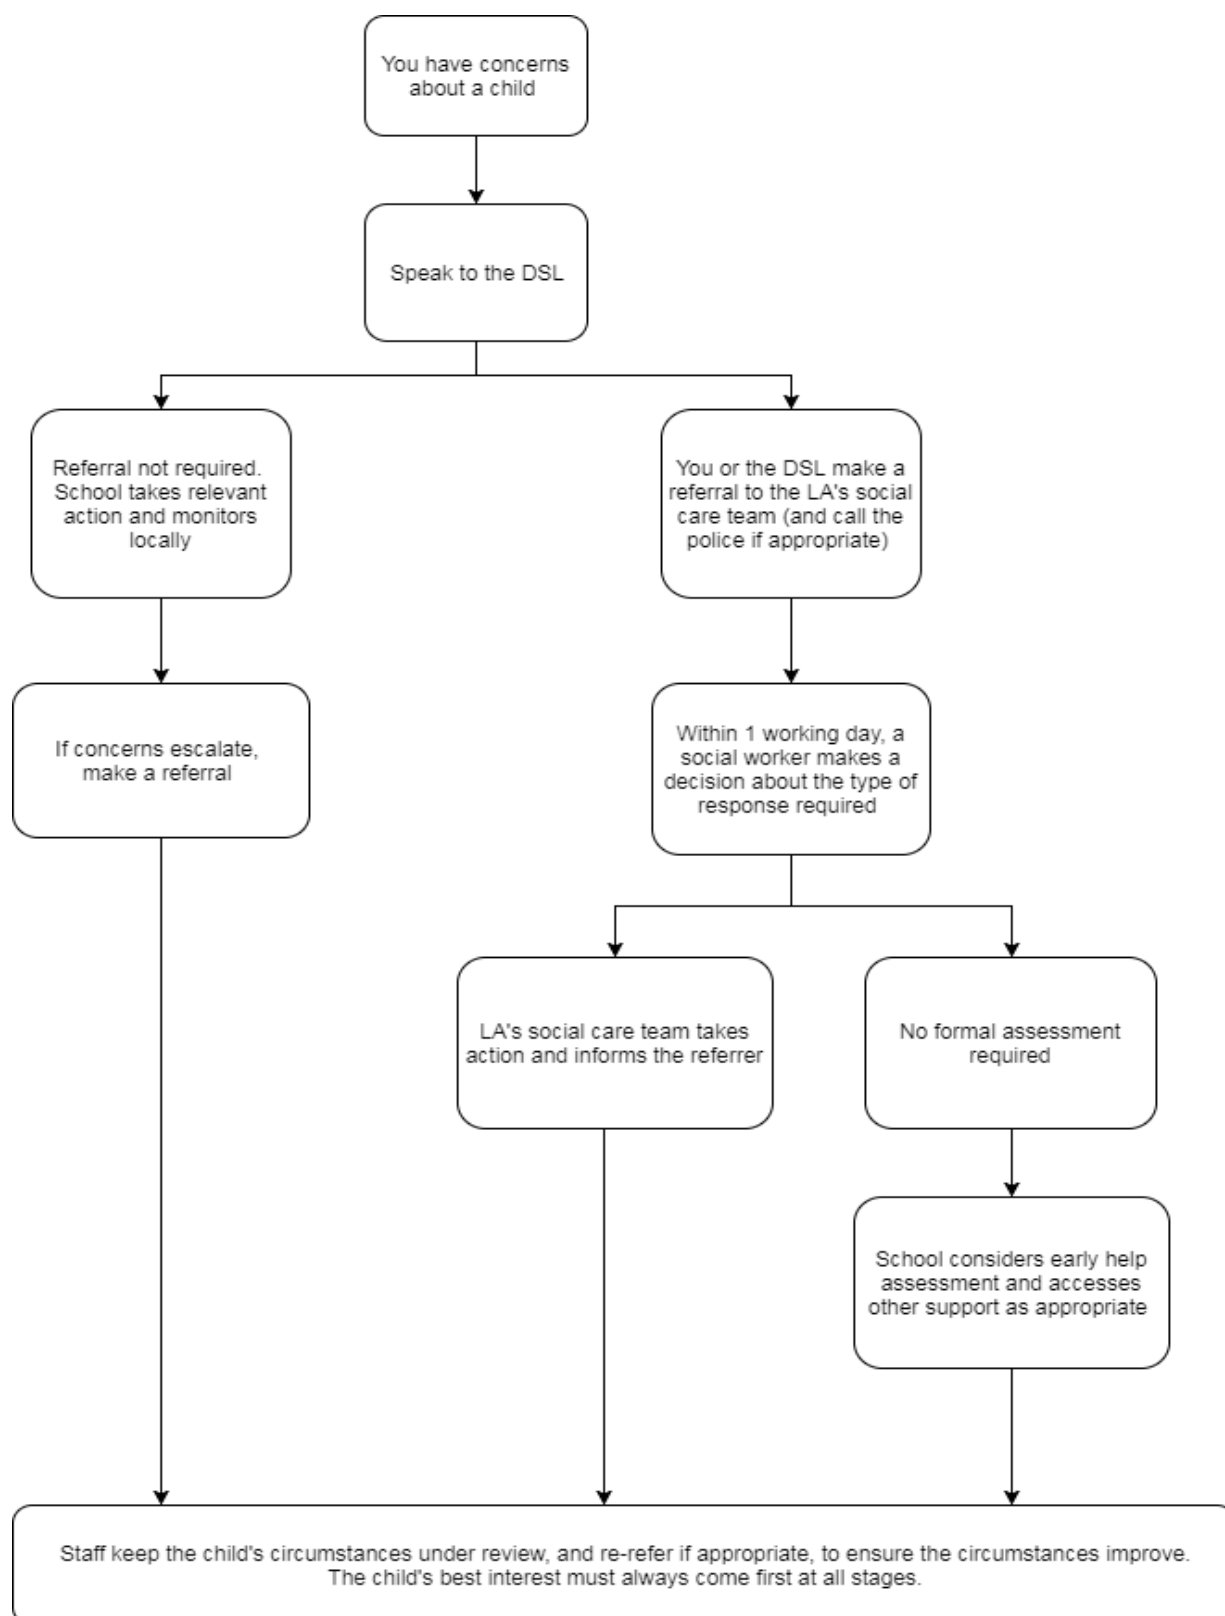 You have concerns
about a child
Speak to the DSL
Referral not required.
School takes relevant
action and monitors
locally
You or the DSL make a
referral to the LA's social
care team (and call the
police if appropriate)
If concerns escalate,
make a referral
Within 1 working day, a
social worker makes a
decision about the type of
response required
LA's social care team takes
action and informs the referrer
No formal assessment
required
School considers early help
assessment and accesses
other support as appropriate
Staff keep the child's circumstances under review, and re-refer if appropriate, to ensure the circumstances improve.
The child's best interest must always come first at all stages.